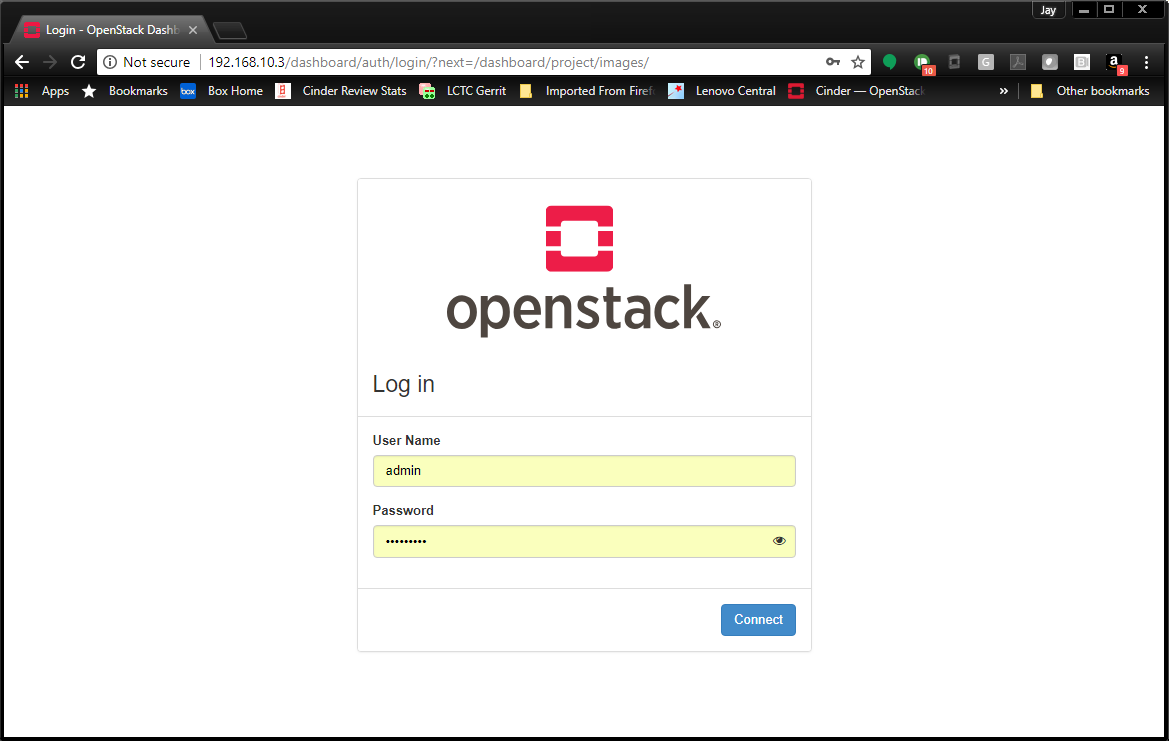 Jay
Login - OpenStack Dashb
Not secure 192.168.10.3/dashboard/auth/login/?next=/dashboard/project/images/ 10 G a 9
Apps Bookmarks box Box Home Cinder Review Stats LCTC Gerrit Imported From Firef Lenovo Central Cinder — OpenStack » Other bookmarks
openstack®
Log in
User Name
admin
Password
•••••••••
Connect